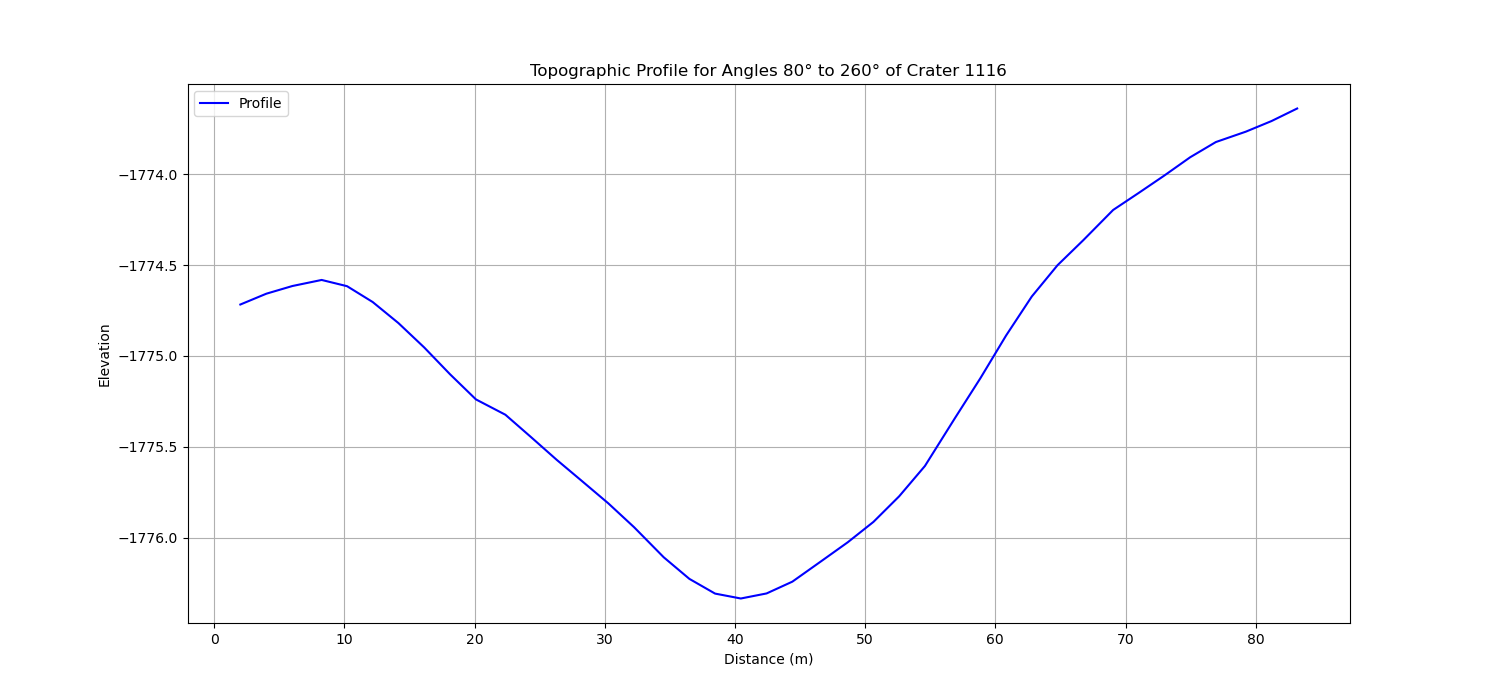 Topographic Profile for Angles 80° to 260° of Crater 1116
Profile
−1774.0
−1774.5
−1775.0
−1775.5
−1776.0
Elevation
0 10 20 30 40 50 60 70 80
Distance (m)